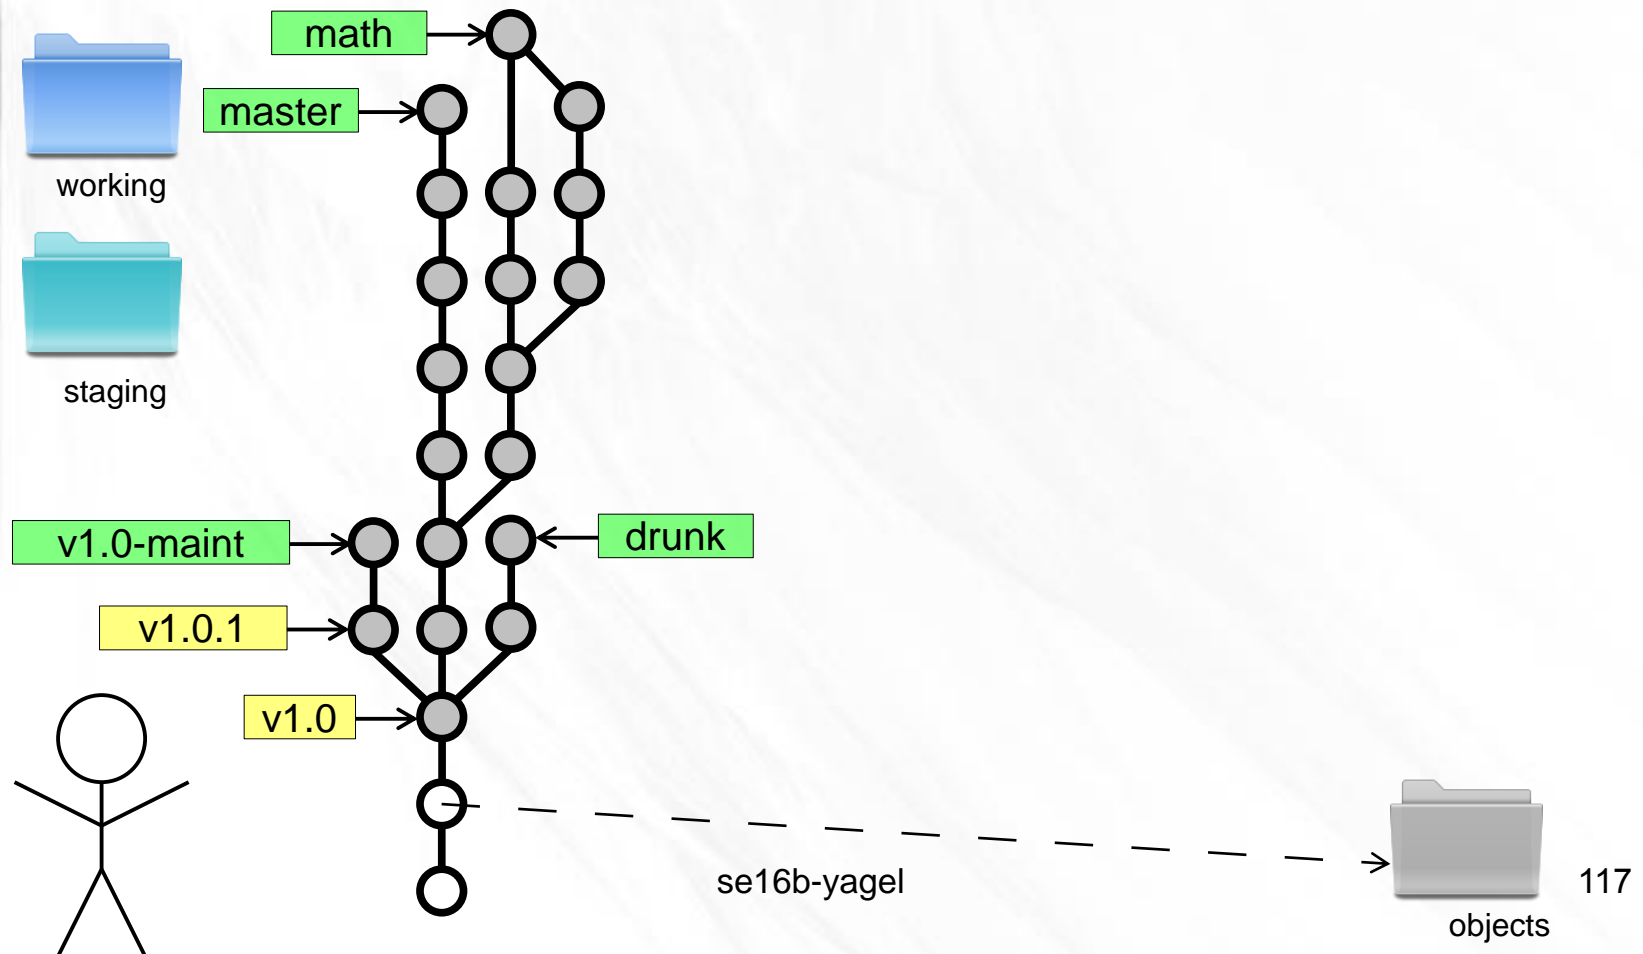 math
master
working
staging
v1.0-maint
drunk
v1.0.1
v1.0
se16b-yagel
117
objects